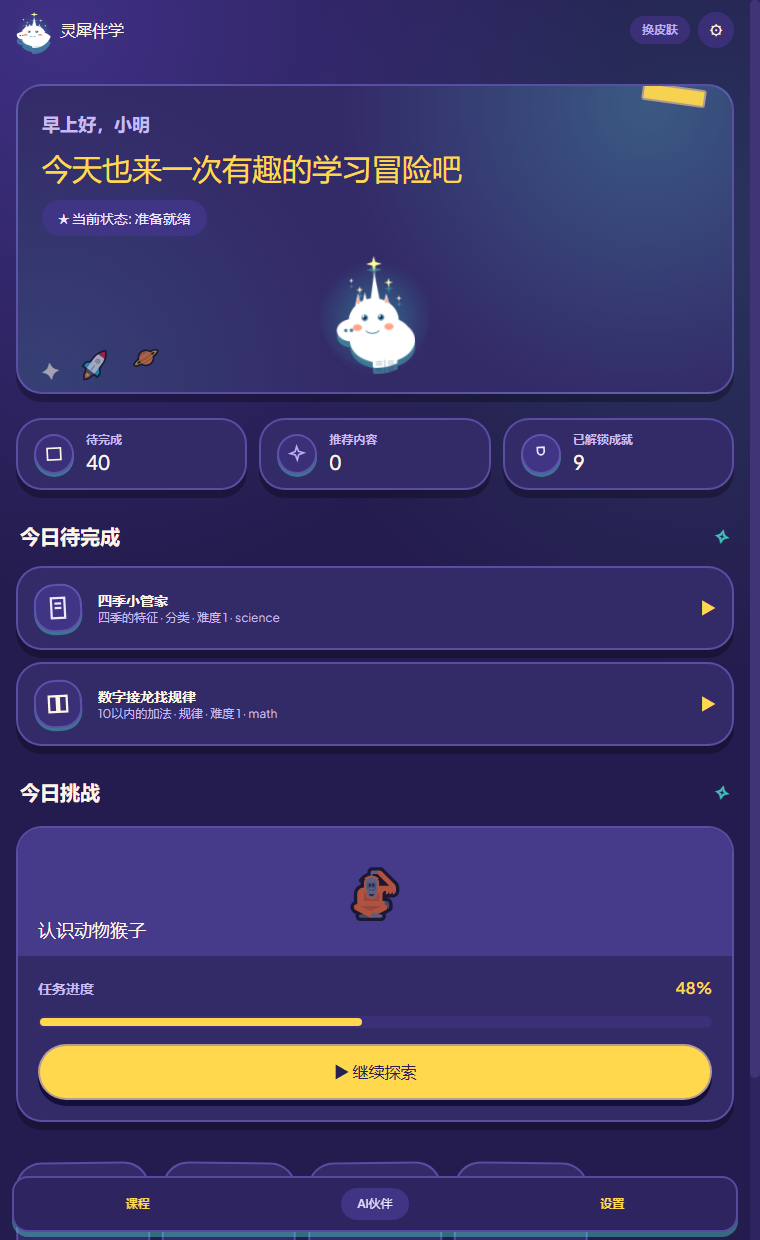 灵犀伴学
换皮肤
早上好，小明
今天也来一次有趣的学习冒险吧
★ 当前状态: 准备就绪
待完成
40
推荐内容
0
已解锁成就
9
今日待完成
四季小管家
四季的特征 · 分类 · 难度 1 · science
数字接龙找规律
10以内的加法 · 规律 · 难度 1 · math
今日挑战
认识动物猴子
任务进度
48%
▶ 继续探索
课程
AI伙伴
设置